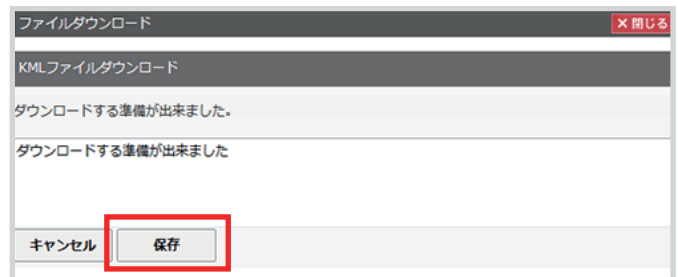 ファイルダウンロード
×閉じる
KMLファイルダウンロード
ダウンロードする準備が出来ました。
ダウンロードする準備が出来ました
キャンセル 保存